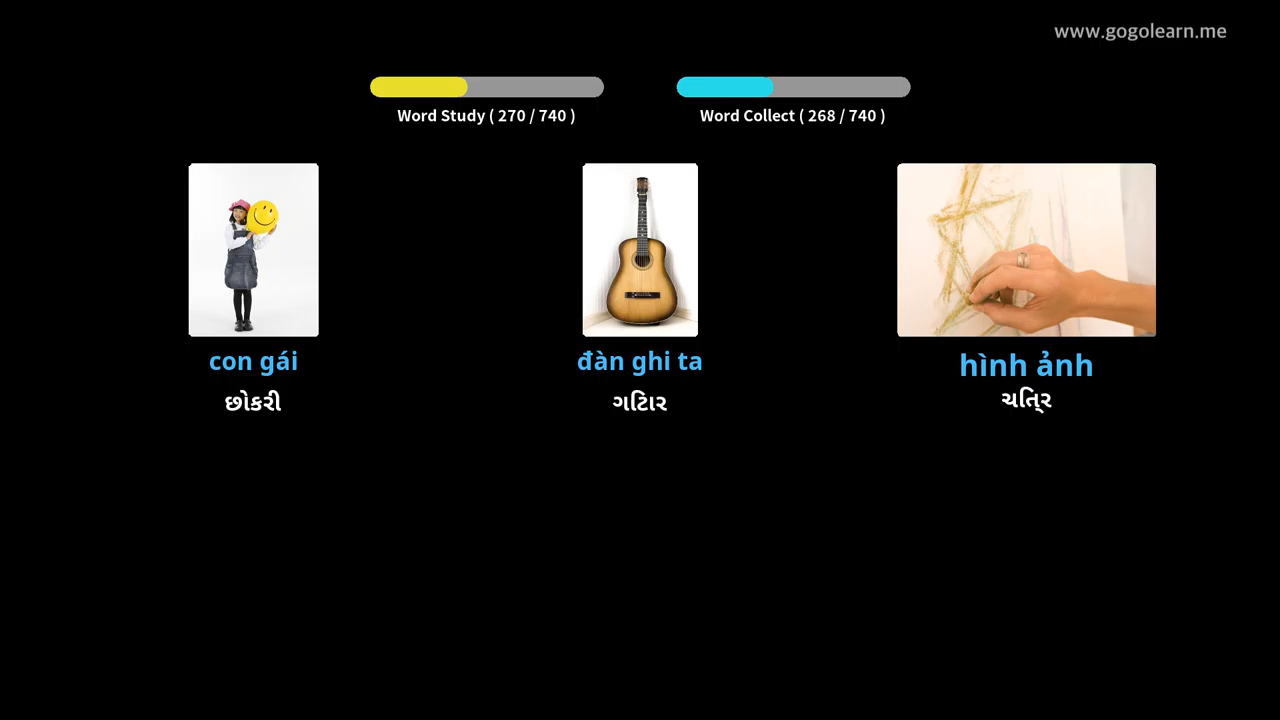 www.gogolearn.me
Word Study ( 270 / 740 )
Word Collect ( 268 / 740 )
con gái
છોકરી
đàn ghi ta
ગિટાર
hình ảnh
ચિત્ર